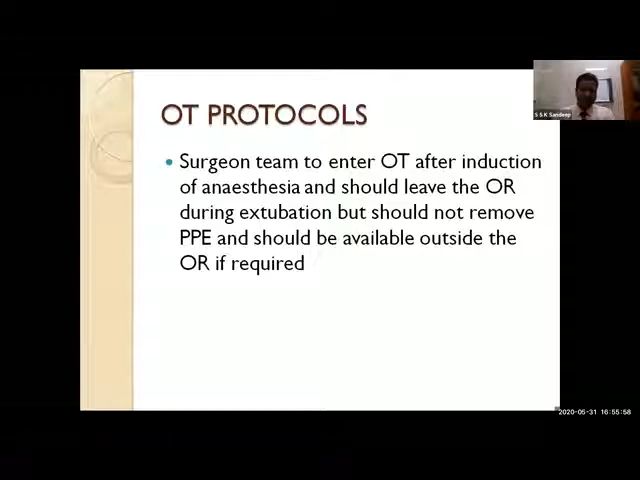 OT PROTOCOLS
S S K Sandeep
Surgeon team to enter OT after induction
of anaesthesia and should leave the OR
during extubation but should not remove
PPE and should be available outside the
OR if required
2020-05-31 16:55:58